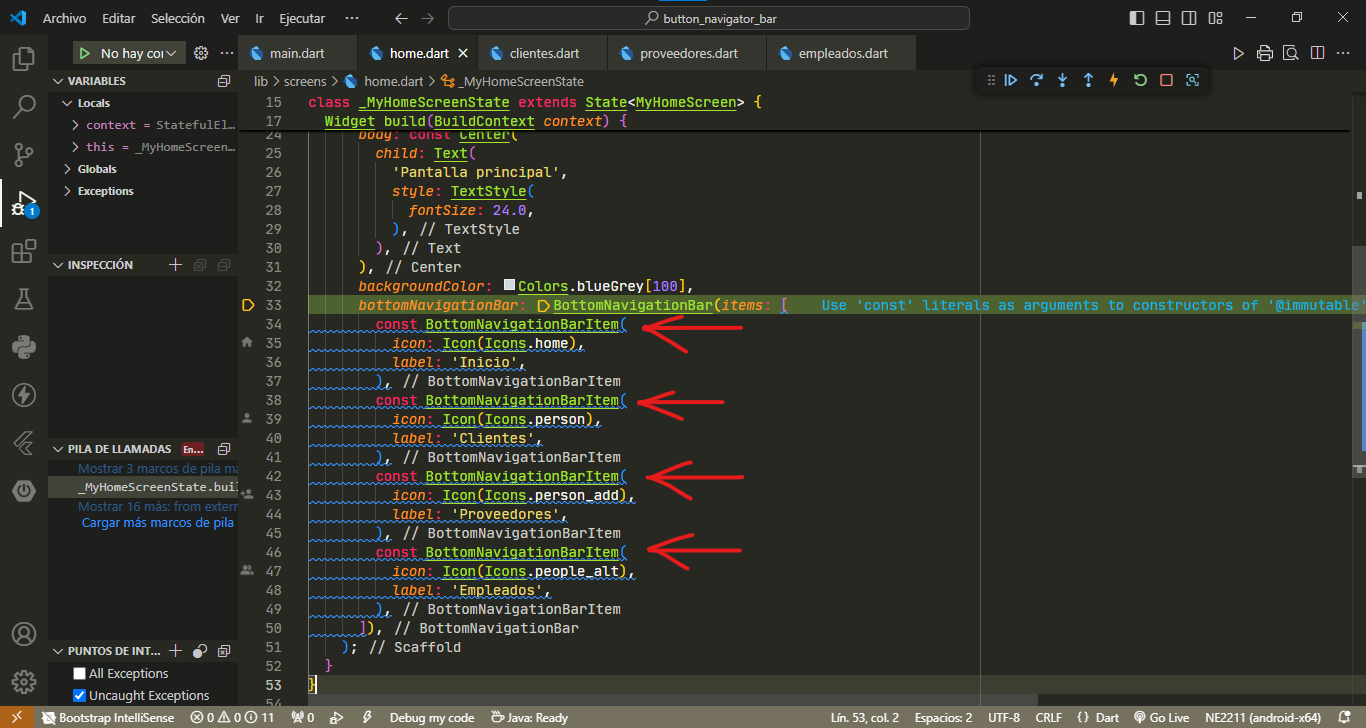 Archivo Editar Selección Ver Ir Ejecutar ··· button_navigator_bar
No hay cor
main.dart home.dart clientes.dart proveedores.dart empleados.dart
VARIABLES
lib > screens > home.dart > _MyHomeScreenState
Locals
context = StatefulEl…
this = _MyHomeScreen…
Globals
Exceptions
INSPECCIÓN
PILA DE LLAMADAS En...
Mostrar 3 marcos de pila ma
_MyHomeScreenState.buil
Mostrar 16 más: from extern
Cargar más marcos de pila
PUNTOS DE INT...
All Exceptions
Uncaught Exceptions
1
15 class _MyHomeScreenState extends State<MyHomeScreen> {
17 Widget build(BuildContext context) {
24 body: const Center(
25 child: Text(
26 'Pantalla principal',
27 style: TextStyle(
28 fontSize: 24.0,
29 ), // TextStyle
30 ), // Text
31 ), // Center
32 backgroundColor: Colors.blueGrey[100],
33 bottomNavigationBar: BottomNavigationBar(items: [ Use 'const' literals as arguments to constructors of '@immutable'
34 const BottomNavigationBarItem(
35 icon: Icon(Icons.home),
36 label: 'Inicio',
37 ), // BottomNavigationBarItem
38 const BottomNavigationBarItem(
39 icon: Icon(Icons.person),
40 label: 'Clientes',
41 ), // BottomNavigationBarItem
42 const BottomNavigationBarItem(
43 icon: Icon(Icons.person_add),
44 label: 'Proveedores',
45 ), // BottomNavigationBarItem
46 const BottomNavigationBarItem(
47 icon: Icon(Icons.people_alt),
48 label: 'Empleados',
49 ), // BottomNavigationBarItem
50 ]), // BottomNavigationBar
51 ); // Scaffold
52 }
53 }
54
Bootstrap IntelliSense 0 0 11 0 Debug my code Java: Ready Lín. 53, col. 2 Espacios: 2 UTF-8 CRLF {} Dart Go Live NE2211 (android-x64)